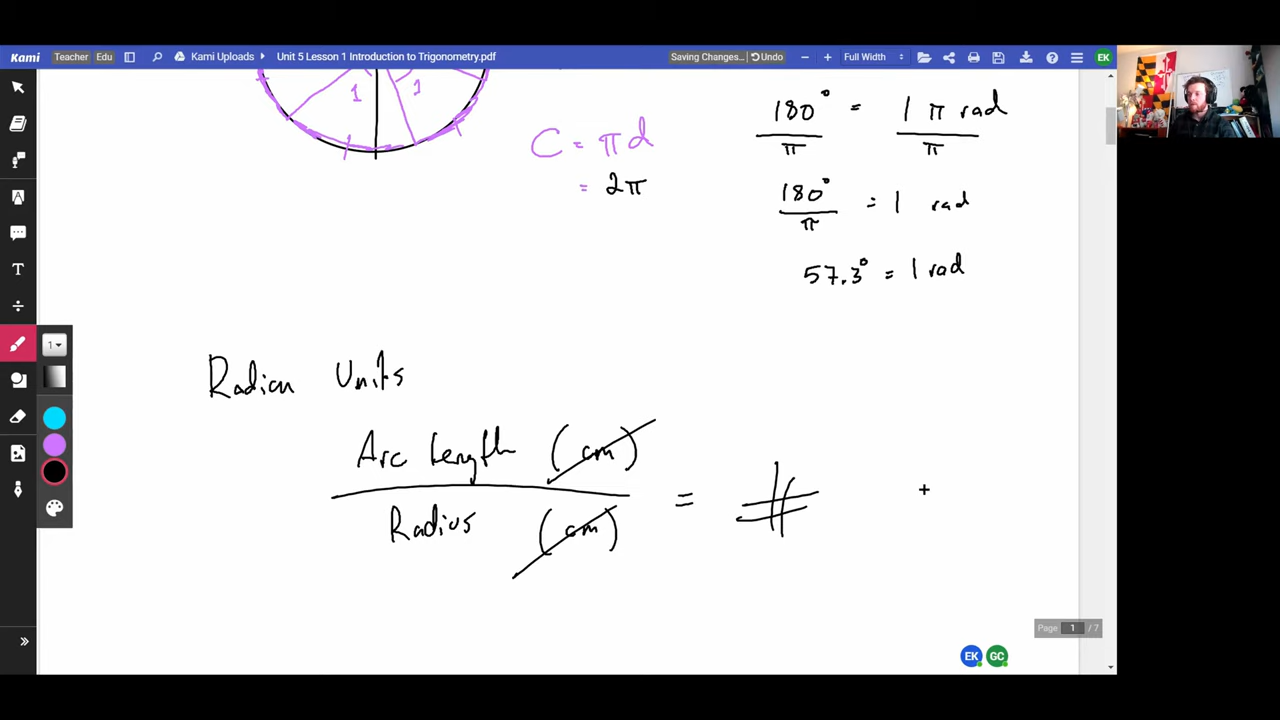 Kami Teacher Edu Kami Uploads Unit 5 Lesson 1 Introduction to Trigonometry.pdf Saving Changes... Undo Full Width EK
1 1
C = πd
= 2π
180° = 1 π rad
π π
180° = 1 rad
π
57.3° = 1 rad
Radian Units
Arc Length (cm)
Radius (cm)
= #
1
Page 1 / 7
EK GC